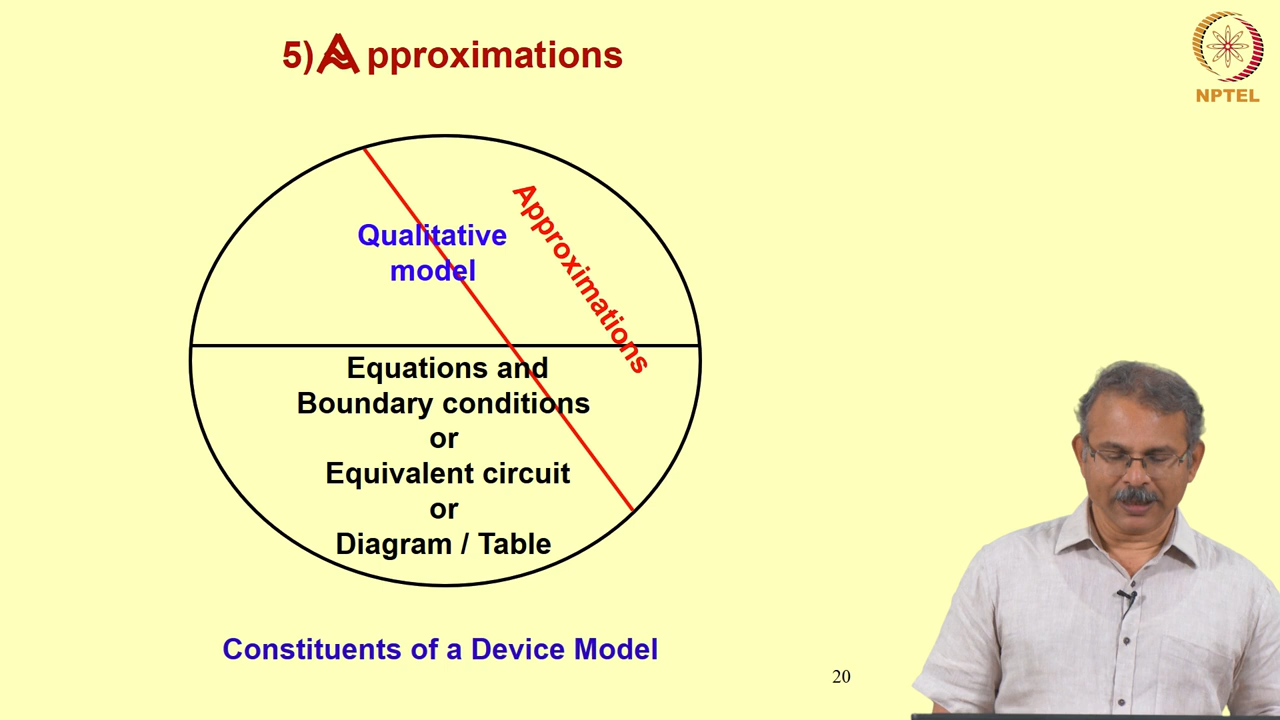 5) Approximations
NPTEL
Approximations
Qualitative
model
Equations and
Boundary conditions
or
Equivalent circuit
or
Diagram / Table
Constituents of a Device Model
20